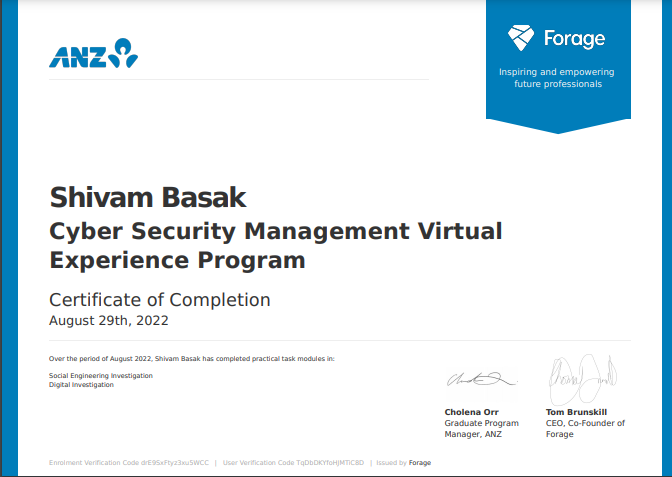 ANZ
Forage
Inspiring and empowering
future professionals
Shivam Basak
Cyber Security Management Virtual
Experience Program
Certificate of Completion
August 29th, 2022
Over the period of August 2022, Shivam Basak has completed practical task modules in:
Social Engineering Investigation
Digital Investigation
Cholena Orr
Graduate Program
Manager, ANZ
Tom Brunskill
CEO, Co-Founder of
Forage
Enrolment Verification Code drE9SxFtyz3xu5WCC | User Verification Code TqDbDKYfoHjMTiC8D | Issued by Forage